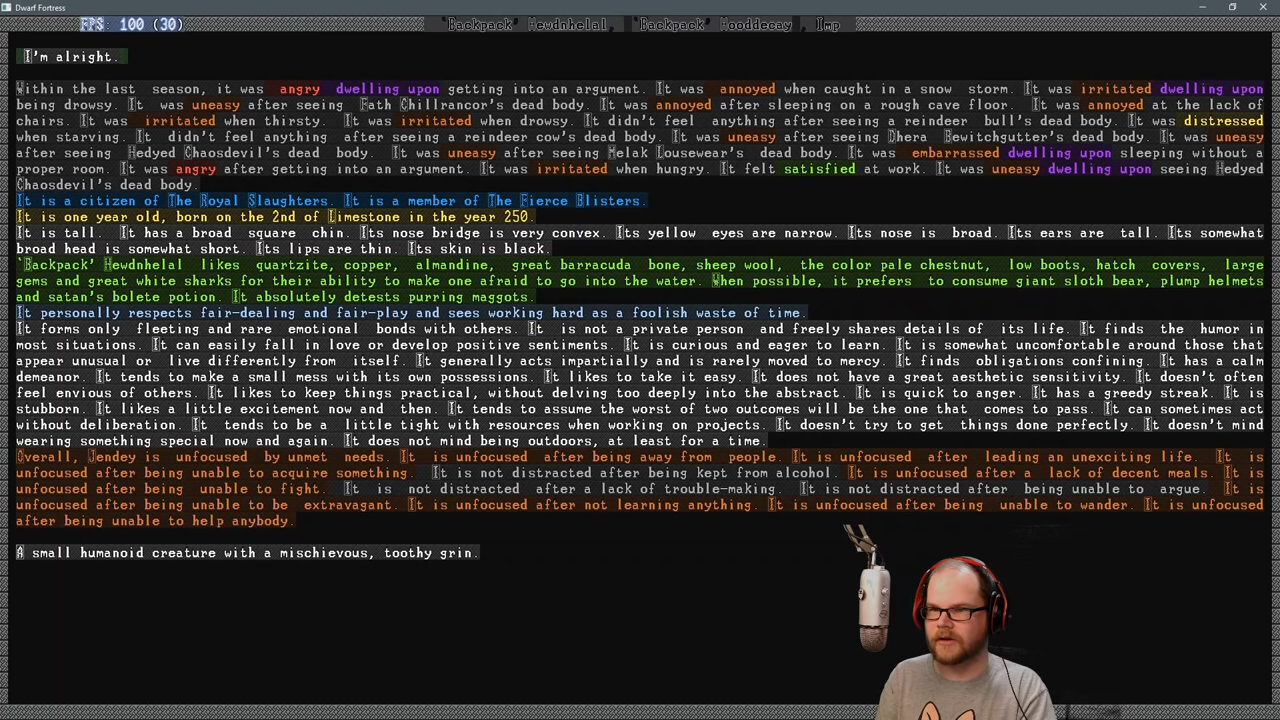 Dwarf Fortress
FPS: 100 (30) `Backpack' Hewdnhelal, `Backpack' Mooddecay , Imp
I'm alright.
Within the last season, it was angry dwelling upon getting into an argument. It was annoyed when caught in a snow storm. It was irritated dwelling upon
being drowsy. It was uneasy after seeing Fath Chillrancor's dead body. It was annoyed after sleeping on a rough cave floor. It was annoyed at the lack of
chairs. It was irritated when thirsty. It was irritated when drowsy. It didn't feel anything after seeing a reindeer bull's dead body. It was distressed
when starving. It didn't feel anything after seeing a reindeer cow's dead body. It was uneasy after seeing Dhera Bewitchgutter's dead body. It was uneasy
after seeing Hedyed Chaosdevil's dead body. It was uneasy after seeing Helak Lousewear's dead body. It was embarrassed dwelling upon sleeping without a
proper room. It was angry after getting into an argument. It was irritated when hungry. It felt satisfied at work. It was uneasy dwelling upon seeing Hedyed
Chaosdevil's dead body.
It is a citizen of The Royal Slaughters. It is a member of The Fierce Blisters.
It is one year old, born on the 2nd of Limestone in the year 250.
It is tall. It has a broad square chin. Its nose bridge is very convex. Its yellow eyes are narrow. Its nose is broad. Its ears are tall. Its somewhat
broad head is somewhat short. Its lips are thin. Its skin is black.
`Backpack' Hewdnhelal likes quartzite, copper, almandine, great barracuda bone, sheep wool, the color pale chestnut, low boots, hatch covers, large
gems and great white sharks for their ability to make one afraid to go into the water. When possible, it prefers to consume giant sloth bear, plump helmets
and satan's bolete potion. It absolutely detests purring maggots.
It personally respects fair-dealing and fair-play and sees working hard as a foolish waste of time.
It forms only fleeting and rare emotional bonds with others. It is not a private person and freely shares details of its life. It finds the humor in
most situations. It can easily fall in love or develop positive sentiments. It is curious and eager to learn. It is somewhat uncomfortable around those that
appear unusual or live differently from itself. It generally acts impartially and is rarely moved to mercy. It finds obligations confining. It has a calm
demeanor. It tends to make a small mess with its own possessions. It likes to take it easy. It does not have a great aesthetic sensitivity. It doesn't often
feel envious of others. It likes to keep things practical, without delving too deeply into the abstract. It is quick to anger. It has a greedy streak. It is
stubborn. It likes a little excitement now and then. It tends to assume the worst of two outcomes will be the one that comes to pass. It can sometimes act
without deliberation. It tends to be a little tight with resources when working on projects. It doesn't try to get things done perfectly. It doesn't mind
wearing something special now and again. It does not mind being outdoors, at least for a time.
Overall, Jendey is unfocused by unmet needs. It is unfocused after being away from people. It is unfocused after leading an unexciting life. It is
unfocused after being unable to acquire something. It is not distracted after being kept from alcohol. It is unfocused after a lack of decent meals. It is
unfocused after being unable to fight. It is not distracted after a lack of trouble-making. It is not distracted after being unable to argue. It is
unfocused after being unable to be extravagant. It is unfocused after not learning anything. It is unfocused after being unable to wander. It is unfocused
after being unable to help anybody.
A small humanoid creature with a mischievous, toothy grin.